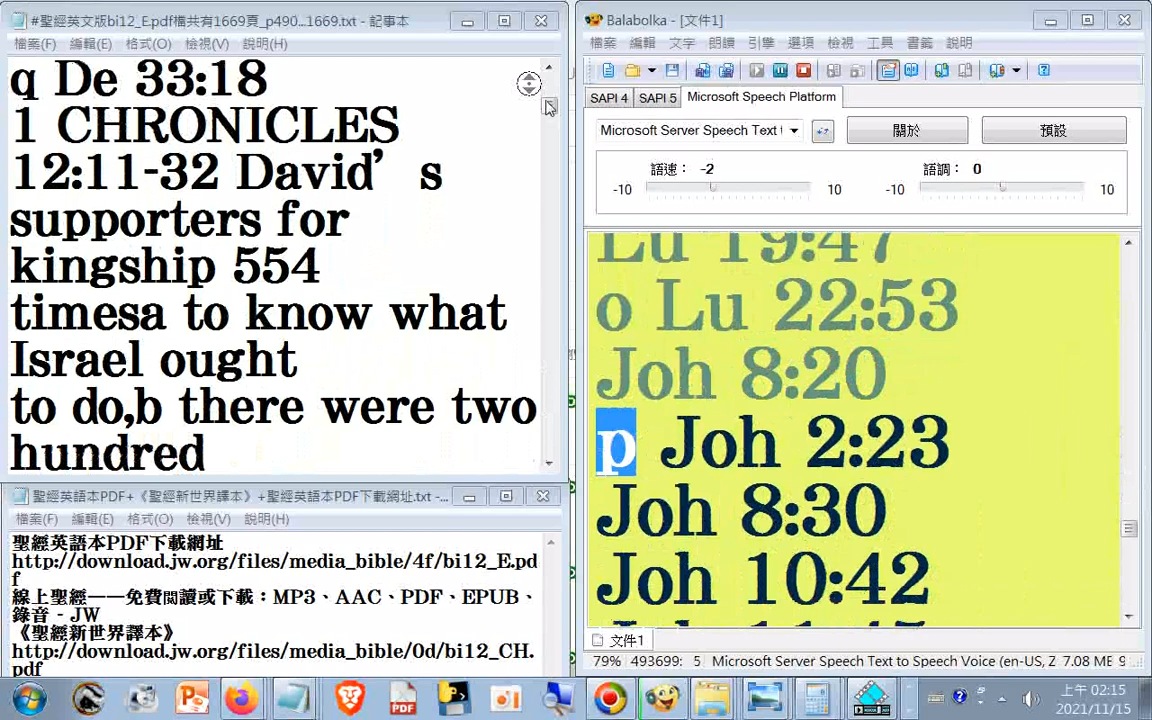 #聖經英文版bi12_E.pdf檔共有1669頁_p490...1669.txt - 記事本
檔案(F) 編輯(E) 格式(O) 檢視(V) 說明(H)
q De 33:18
1 CHRONICLES
12:11-32 David’s
supporters for
kingship 554
timesa to know what
Israel ought
to do,b there were two
hundred
聖經英語本PDF+《聖經新世界譯本》+聖經英語本PDF下載網址.txt -...
檔案(F) 編輯(E) 格式(O) 檢視(V) 說明(H)
聖經英語本PDF下載網址
http://download.jw.org/files/media_bible/4f/bi12_E.pd
f
線上聖經——免費閱讀或下載：MP3、AAC、PDF、EPUB、
錄音 - JW
《聖經新世界譯本》
http://download.jw.org/files/media_bible/0d/bi12_CH.
pdf
Balabolka - [文件1]
檔案 編輯 文字 朗讀 引擎 選項 檢視 工具 書籤 說明
SAPI 4 SAPI 5 Microsoft Speech Platform
Microsoft Server Speech Text 關於 預設
語速： -2 語調： 0
-10 10 -10 10
Lu 19:47
o Lu 22:53
Joh 8:20
p Joh 2:23
Joh 8:30
Joh 10:42
文件1
79% 493699: 5 Microsoft Server Speech Text to Speech Voice (en-US, Z 7.08 MB
PDF
上午 02:15
2021/11/15